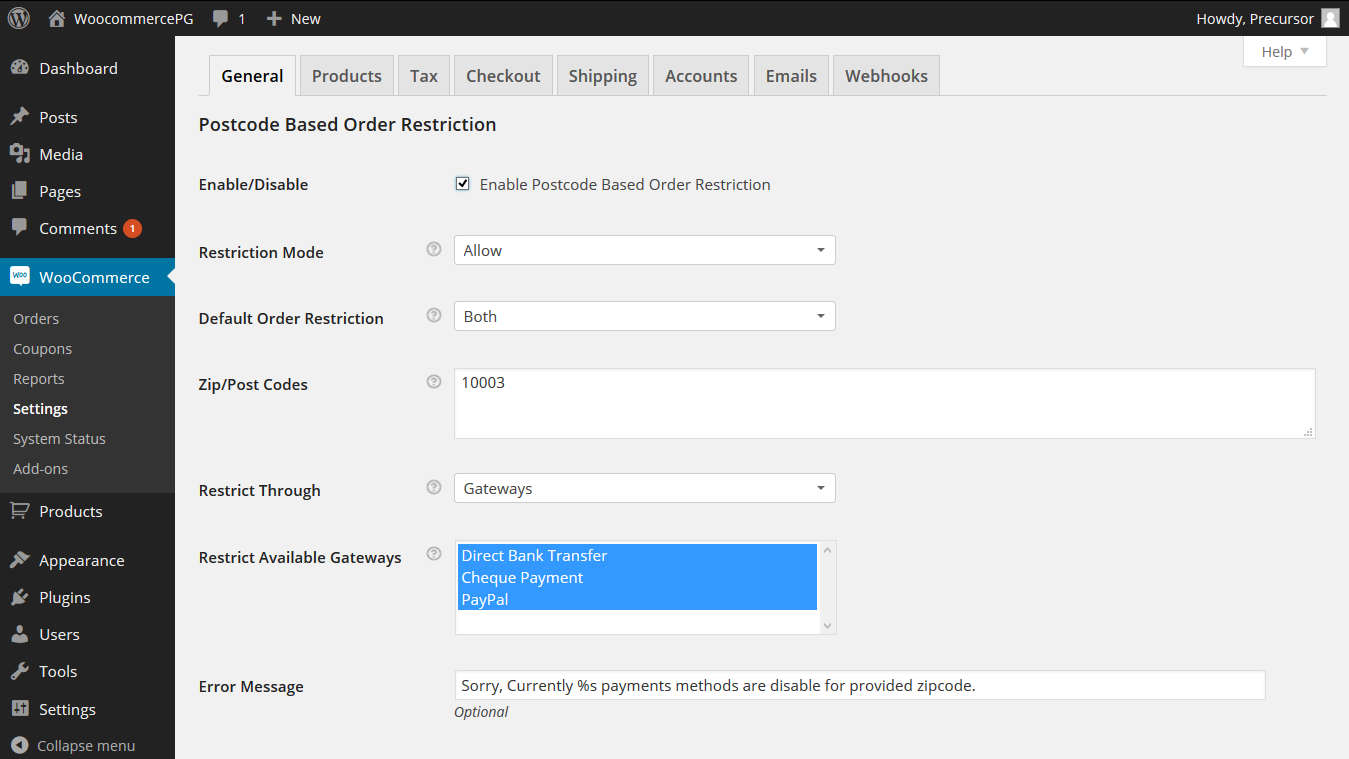 WoocommercePG 1 New Howdy, Precursor
Help
Dashboard
Posts
Media
Pages
Comments 1
Woo WooCommerce
Orders
Coupons
Reports
Settings
System Status
Add-ons
Products
Appearance
Plugins
Users
Tools
Settings
Collapse menu
General Products Tax Checkout Shipping Accounts Emails Webhooks
Postcode Based Order Restriction
Enable/Disable Enable Postcode Based Order Restriction
Restriction Mode ? Allow
Default Order Restriction ? Both
Zip/Post Codes ? 10003
Restrict Through ? Gateways
Restrict Available Gateways ? Direct Bank Transfer
Cheque Payment
PayPal
Error Message Sorry, Currently %s payments methods are disable for provided zipcode.
Optional